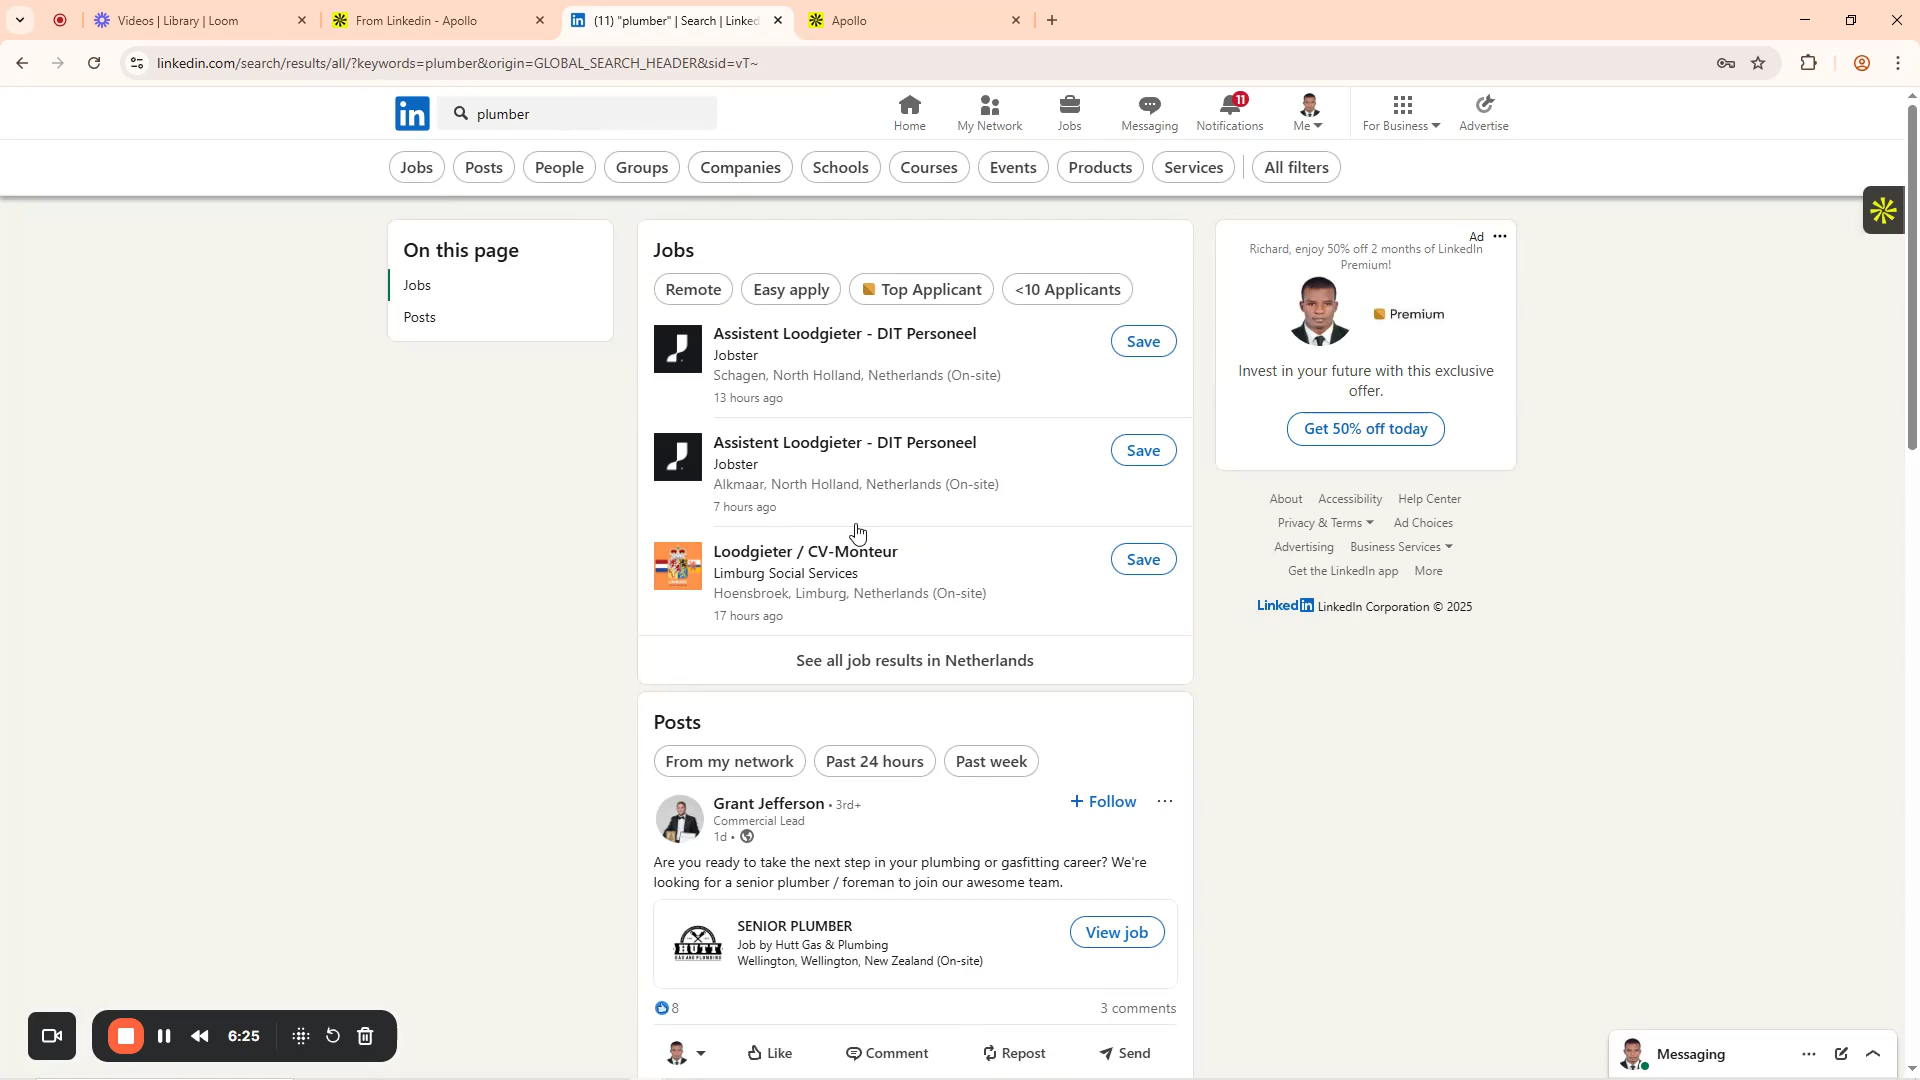 Videos | Library | Loom
From Linkedin - Apollo
(11) "plumber" | Search | Linked
Apollo
linkedin.com/search/results/all/?keywords=plumber&origin=GLOBAL_SEARCH_HEADER&sid=vT~
in
plumber
Home
My Network
Jobs
Messaging
11
Notifications
Me
For Business
Advertise
Jobs
Posts
People
Groups
Companies
Schools
Courses
Events
Products
Services
All filters
On this page
Jobs
Posts
Jobs
Remote
Easy apply
Top Applicant
<10 Applicants
Assistent Loodgieter - DIT Personeel
Jobster
Schagen, North Holland, Netherlands (On-site)
13 hours ago
Save
Assistent Loodgieter - DIT Personeel
Jobster
Alkmaar, North Holland, Netherlands (On-site)
7 hours ago
Save
Loodgieter / CV-Monteur
Limburg Social Services
Hoensbroek, Limburg, Netherlands (On-site)
17 hours ago
Save
See all job results in Netherlands
Posts
From my network
Past 24 hours
Past week
Grant Jefferson • 3rd+
Commercial Lead
1d •
+ Follow
Are you ready to take the next step in your plumbing or gasfitting career? We're
looking for a senior plumber / foreman to join our awesome team.
HUTT
SENIOR PLUMBER
Job by Hutt Gas & Plumbing
Wellington, Wellington, New Zealand (On-site)
View job
8
3 comments
Like
Comment
Repost
Send
Ad
Richard, enjoy 50% off 2 months of LinkedIn
Premium!
Premium
Invest in your future with this exclusive
offer.
Get 50% off today
About
Accessibility
Help Center
Privacy & Terms
Ad Choices
Advertising
Business Services
Get the LinkedIn app
More
LinkedIn LinkedIn Corporation © 2025
6:25
Messaging